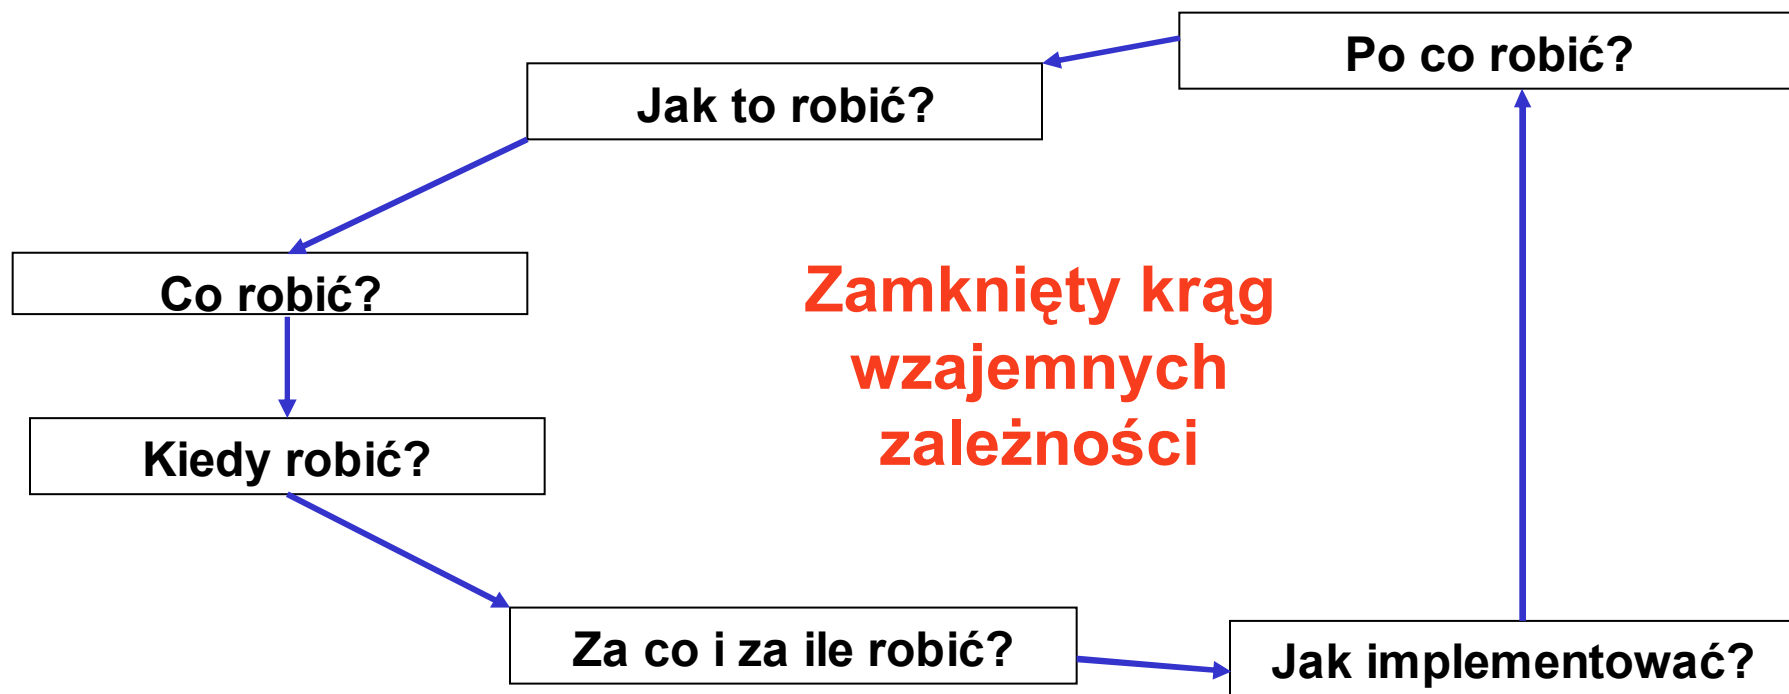 Po co robić?
Jak to robić?
Co robić?
Zamknięty krąg
wzajemnych
zależności
Kiedy robić?
Za co i za ile robić?
Jak implementować?